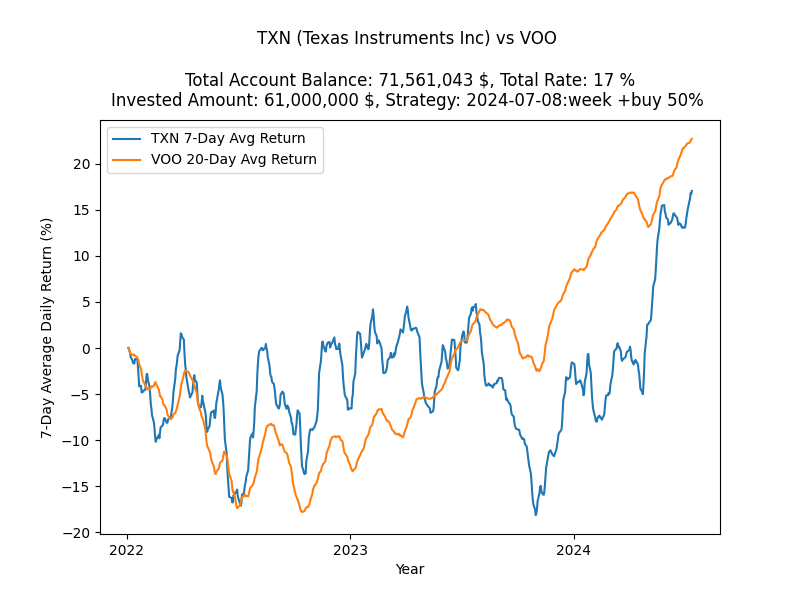 TXN (Texas Instruments Inc) vs VOO
Total Account Balance: 71,561,043 $, Total Rate: 17 %
Invested Amount: 61,000,000 $, Strategy: 2024-07-08:week +buy 50%
TXN 7-Day Avg Return
VOO 20-Day Avg Return
7-Day Average Daily Return (%)
20
15
10
5
0
−5
−10
−15
−20
2022
2023
2024
Year